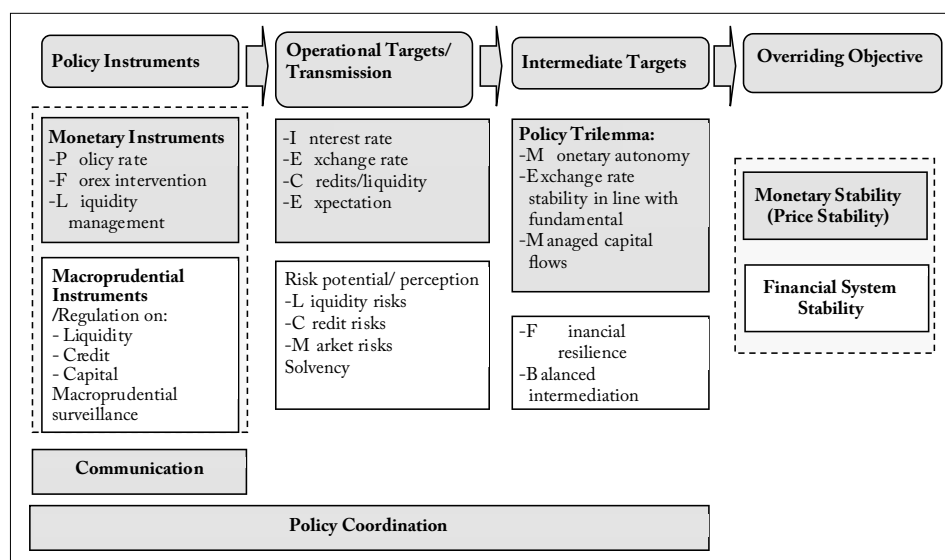 Policy Instruments
Operational Targets/
Transmission
Intermediate Targets
Overriding Objective
Monetary Instruments
-P olicy rate
-F orex intervention
-L iquidity
management
Macroprudential
Instruments
/Regulation on:
- Liquidity
- Credit
- Capital
Macroprudential
surveillance
-I nterest rate
-E xchange rate
-C redits/liquidity
-E xpectation
Risk potential/ perception
-L iquidity risks
-C redit risks
-M arket risks
Solvency
Policy Trilemma:
-M onetary autonomy
-Exchange rate
stability in line with
fundamental
-Managed capital
flows
-F inancial
resilience
-Balanced
intermediation
Monetary Stability
(Price Stability)
Financial System
Stability
Communication
Policy Coordination